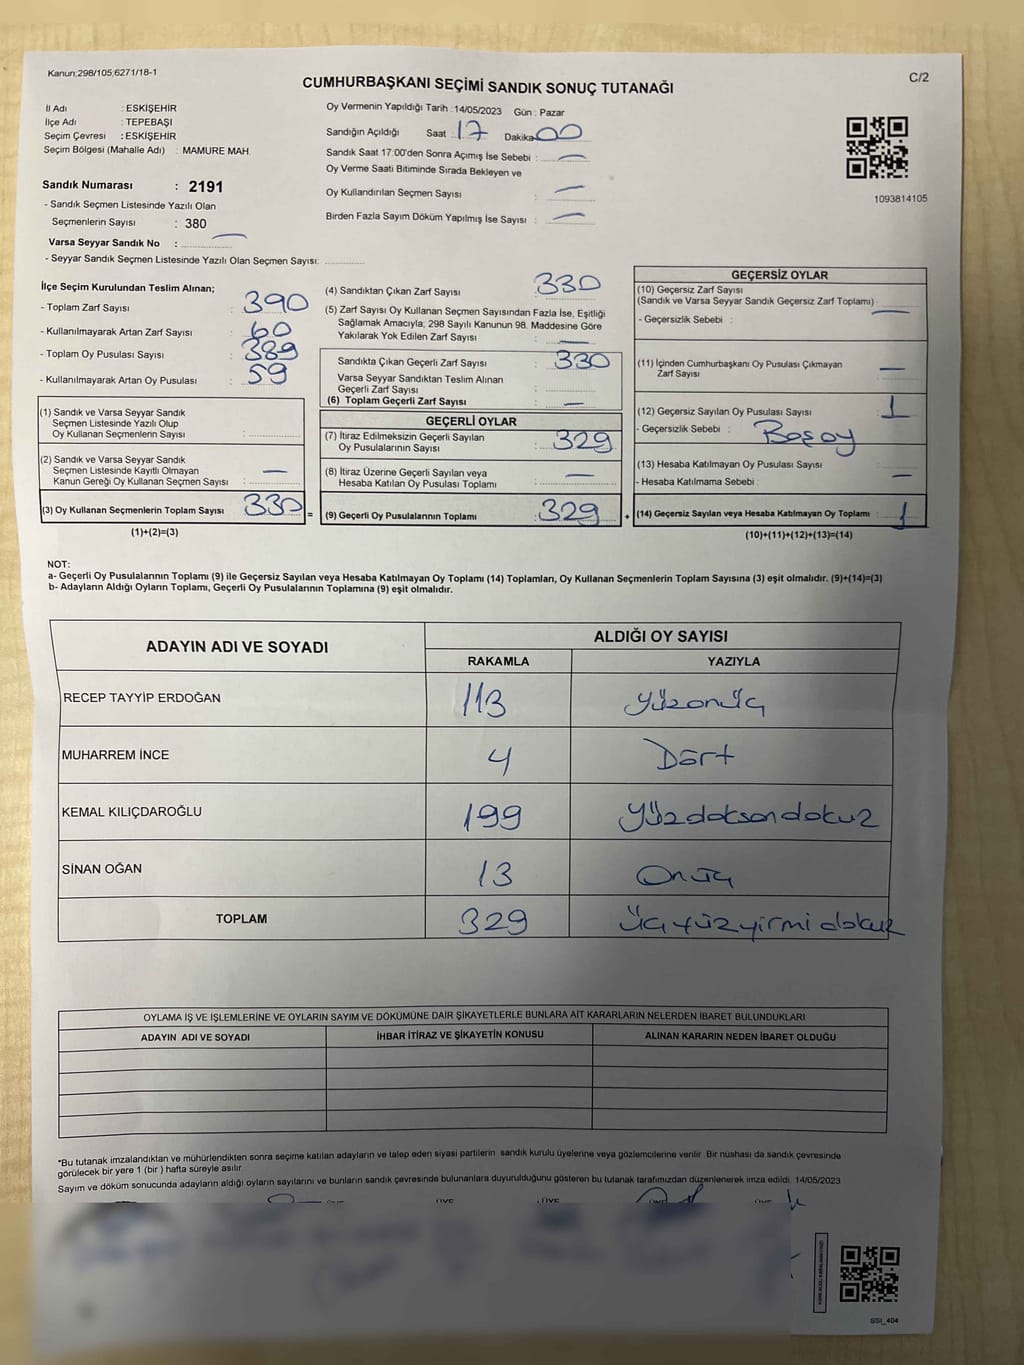 Kanun:298/105,6271/18-1
C/2
CUMHURBAŞKANI SEÇİMİ SANDIK SONUÇ TUTANAĞI
İl Adı : ESKİŞEHİR
İlçe Adı : TEPEBAŞI
Seçim Çevresi : ESKİŞEHİR
Seçim Bölgesi (Mahalle Adı) : MAMURE MAH.
Oy Vermenin Yapıldığı Tarih : 14/05/2023 Gün : Pazar
Sandığın Açıldığı Saat : 17 Dakika 00
Sandık Saat 17:00'den Sonra Açımış İse Sebebi : —
Oy Verme Saati Bitiminde Sırada Bekleyen ve
Oy Kullandırılan Seçmen Sayısı : —
Birden Fazla Sayım Döküm Yapılmış İse Sayısı : —
1093814105
Sandık Numarası : 2191
- Sandık Seçmen Listesinde Yazılı Olan
Seçmenlerin Sayısı : 380
Varsa Seyyar Sandık No : —
- Seyyar Sandık Seçmen Listesinde Yazılı Olan Seçmen Sayısı:
İlçe Seçim Kurulundan Teslim Alınan;
- Toplam Zarf Sayısı : 390
- Kullanılmayarak Artan Zarf Sayısı : 60
- Toplam Oy Pusulası Sayısı : 389
- Kullanılmayarak Artan Oy Pusulası : 59
(1) Sandık ve Varsa Seyyar Sandık
Seçmen Listesinde Yazılı Olup
Oy Kullanan Seçmenlerin Sayısı :
(2) Sandık ve Varsa Seyyar Sandık
Seçmen Listesinde Kayıtlı Olmayan
Kanun Gereği Oy Kullanan Seçmen Sayısı : —
(3) Oy Kullanan Seçmenlerin Toplam Sayısı 330 =
(1)+(2)=(3)
(4) Sandıktan Çıkan Zarf Sayısı : 330
(5) Zarf Sayısı Oy Kullanan Seçmen Sayısından Fazla İse, Eşitliği
Sağlamak Amacıyla; 298 Sayılı Kanunun 98. Maddesine Göre
Yakılarak Yok Edilen Zarf Sayısı : —
Sandıkta Çıkan Geçerli Zarf Sayısı : 330
Varsa Seyyar Sandıktan Teslim Alınan
Geçerli Zarf Sayısı :
(6) Toplam Geçerli Zarf Sayısı : —
GEÇERLİ OYLAR
(7) İtiraz Edilmeksizin Geçerli Sayılan
Oy Pusulasının Sayısı : 329
(8) İtiraz Üzerine Geçerli Sayılan veya
Hesaba Katılan Oy Pusulası Toplamı : —
(9) Geçerli Oy Pusulalarının Toplamı : 329 +
GEÇERSİZ OYLAR
(10) Geçersiz Zarf Sayısı
(Sandık ve Varsa Seyyar Sandık Geçersiz Zarf Toplamı) : —
- Geçersizlik Sebebi :
(11) İçinden Cumhurbaşkanı Oy Pusulası Çıkmayan
Zarf Sayısı : —
(12) Geçersiz Sayılan Oy Pusulası Sayısı : 1
- Geçersizlik Sebebi : Boşoy
(13) Hesaba Katılmayan Oy Pusulası Sayısı : —
- Hesaba Katılmama Sebebi :
(14) Geçersiz Sayılan veya Hesaba Katılmayan Oy Toplamı : 1
(10)+(11)+(12)+(13)=(14)
NOT:
a- Geçerli Oy Pusulalarının Toplamı (9) ile Geçersiz Sayılan veya Hesaba Katılmayan Oy Toplamı (14) Toplamları, Oy Kullanan Seçmenlerin Toplam Sayısına (3) eşit olmalıdır. (9)+(14)=(3)
b- Adayların Aldığı Oyların Toplamı, Geçerli Oy Pusulalarının Toplamına (9) eşit olmalıdır.
ADAYIN ADI VE SOYADI ALDIĞI OY SAYISI
RAKAMLA YAZIYLA
RECEP TAYYİP ERDOĞAN 113 Yüzonüç
MUHARREM İNCE 4 Dört
KEMAL KILIÇDAROĞLU 199 Yüzdoksandokuz
SİNAN OĞAN 13 Onüç
TOPLAM 329 Üçyüzyirmidokuz
OYLAMA İŞ VE İŞLEMLERİNE VE OYLARIN SAYIM VE DÖKÜMÜNE DAİR ŞİKAYETLERLE BUNLARA AİT KARARLARIN NELERDEN İBARET BULUNDUKLARI
ADAYIN ADI VE SOYADI İHBAR İTİRAZ VE ŞİKAYETİN KONUSU ALINAN KARARIN NEDEN İBARET OLDUĞU
*Bu tutanak imzalandıktan ve mühürlendikten sonra seçime katılan adayların ve talep eden siyasi partilerin sandık kurulu üyelerine veya gözlemcilerine verilir. Bir nüshası da sandık çevresinde
görülecek bir yere 1 (bir ) hafta süreyle asılır.
Sayım ve döküm sonucunda adayların aldığı oyların sayılarını ve bunların sandık çevresinde bulunanlara duyurulduğunu gösteren bu tutanak tarafımızdan düzenlenerek imza edildi. 14/05/2023
ÜYE ÜYE ÜYE ÜYE ÜYE
SSI_404